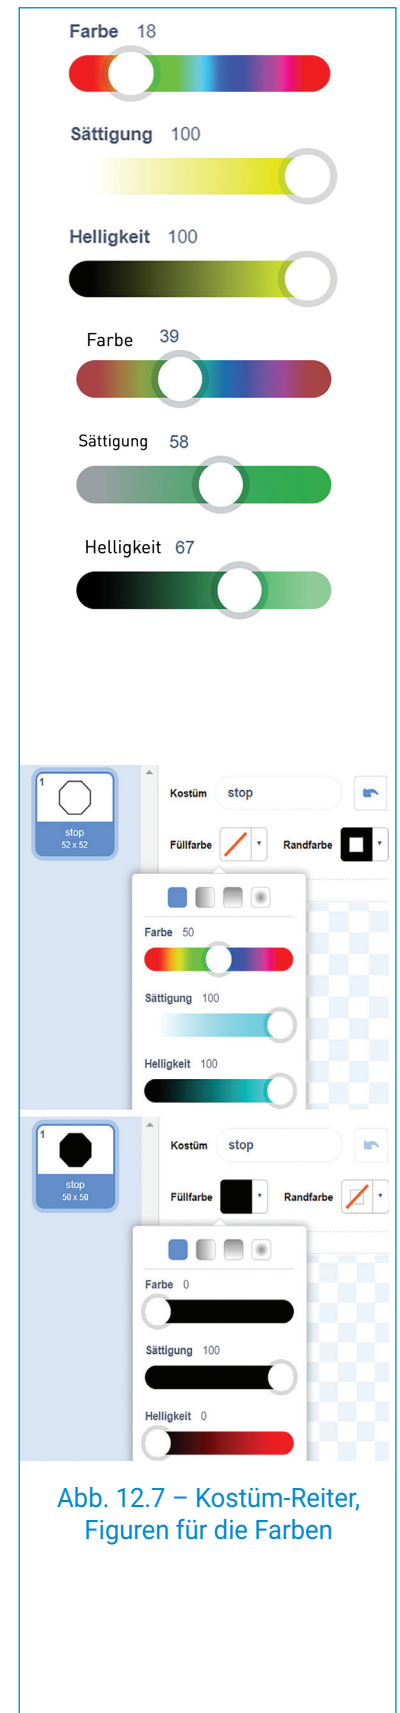 Farbe 18
Sättigung 100
Helligkeit 100
Farbe 39
Sättigung 58
Helligkeit 67
1
stop
52 x 52
Kostüm stop
Füllfarbe Randfarbe
Farbe 50
Sättigung 100
Helligkeit 100
1
stop
50 x 50
Kostüm stop
Füllfarbe Randfarbe
Farbe 0
Sättigung 100
Helligkeit 0
Abb. 12.7 – Kostüm-Reiter,
Figuren für die Farben